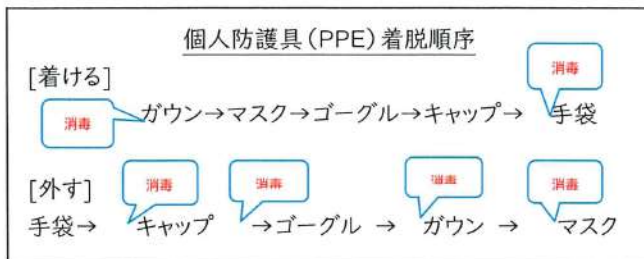 個人防護具(PPE)着脱順序
消毒
[着ける]
消毒
ガウン→マスク→ゴーグル→キャップ→ 手袋
消毒 消毒 消毒 消毒
[外す]
手袋→ キャップ →ゴーグル → ガウン → マスク